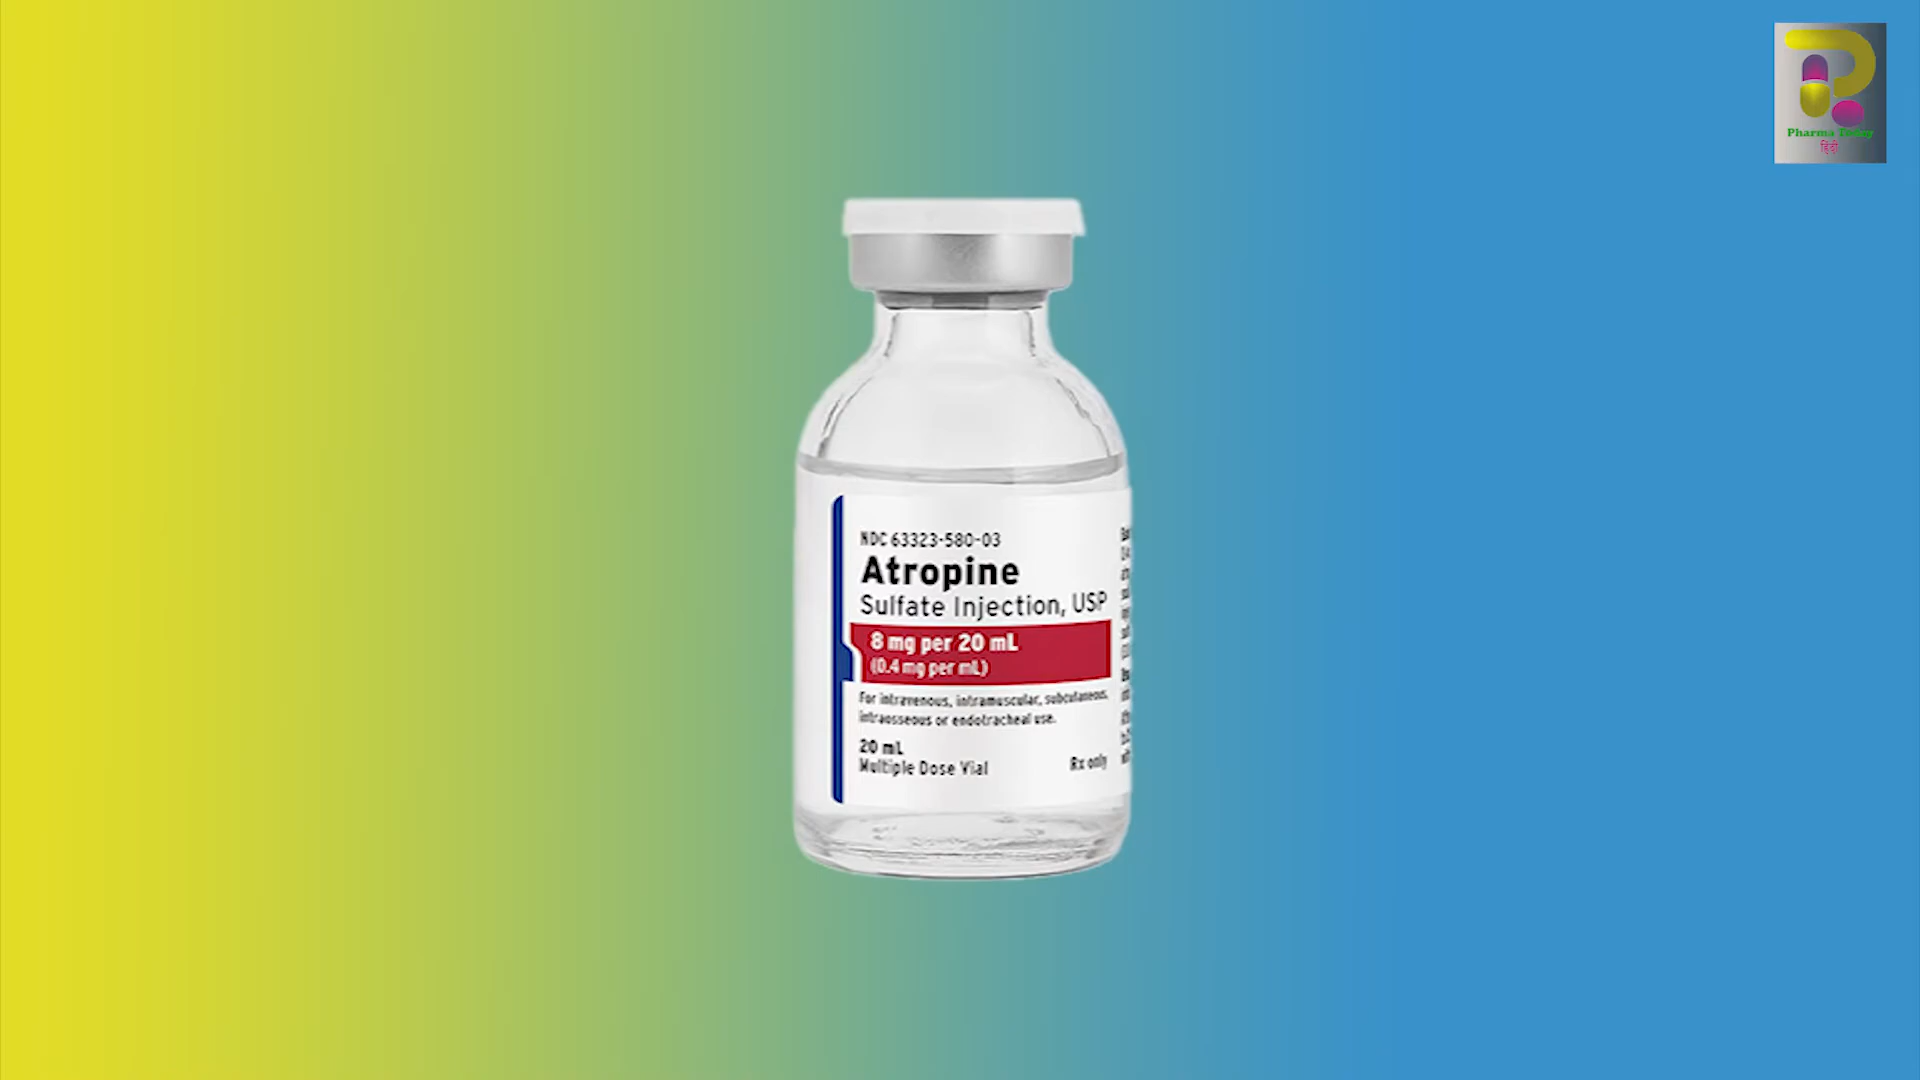 Pharma Today
हिंदी
NDC 63323-580-03
Atropine
Sulfate Injection, USP
8 mg per 20 mL
(0.4 mg per mL)
For intravenous, intramuscular, subcutaneous,
intraosseous or endotracheal use.
20 mL
Multiple Dose Vial
Rx only